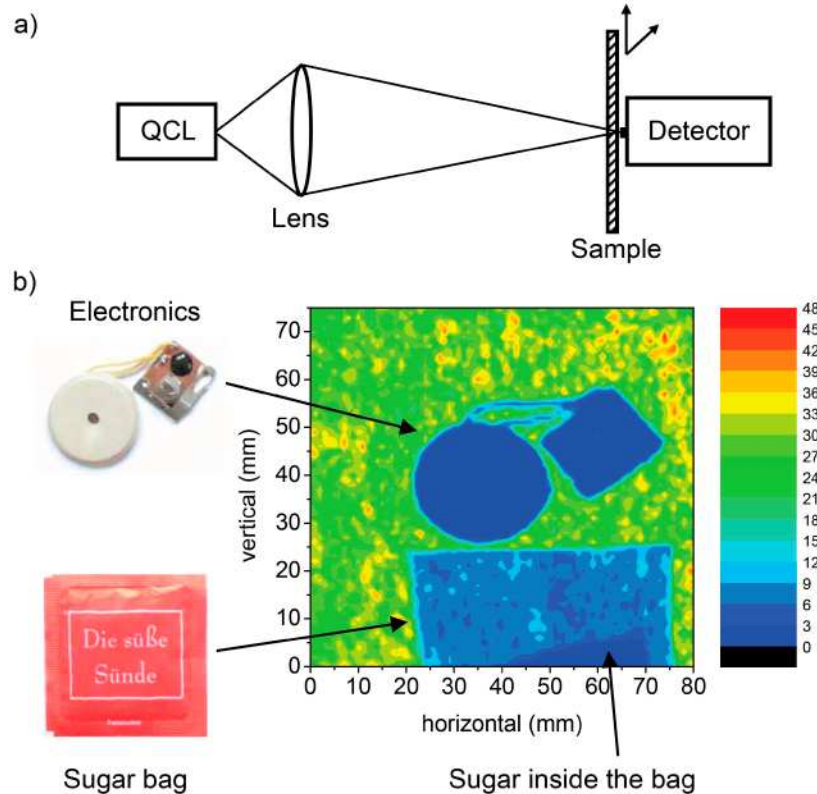 a)
QCL
Lens
Sample
Detector
b)
Electronics
Die süße
Sünde
Sugar bag
70
60
50
40
30
20
10
0
vertical (mm)
0 10 20 30 40 50 60 70 80
horizontal (mm)
Sugar inside the bag
48
45
42
39
36
33
30
27
24
21
18
15
12
9
6
3
0